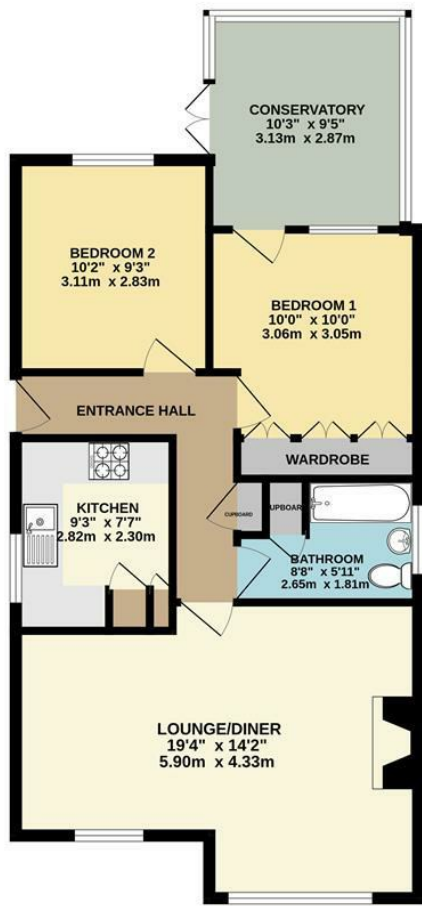 CONSERVATORY
10'3" x 9'5"
3.13m x 2.87m
BEDROOM 2
10'2" x 9'3"
3.11m x 2.83m
BEDROOM 1
10'0" x 10'0"
3.06m x 3.05m
ENTRANCE HALL
WARDROBE
KITCHEN
9'3" x 7'7"
2.82m x 2.30m
CUPBOARD
UPBOAR
BATHROOM
8'8" x 5'11"
2.65m x 1.81m
LOUNGE/DINER
19'4" x 14'2"
5.90m x 4.33m